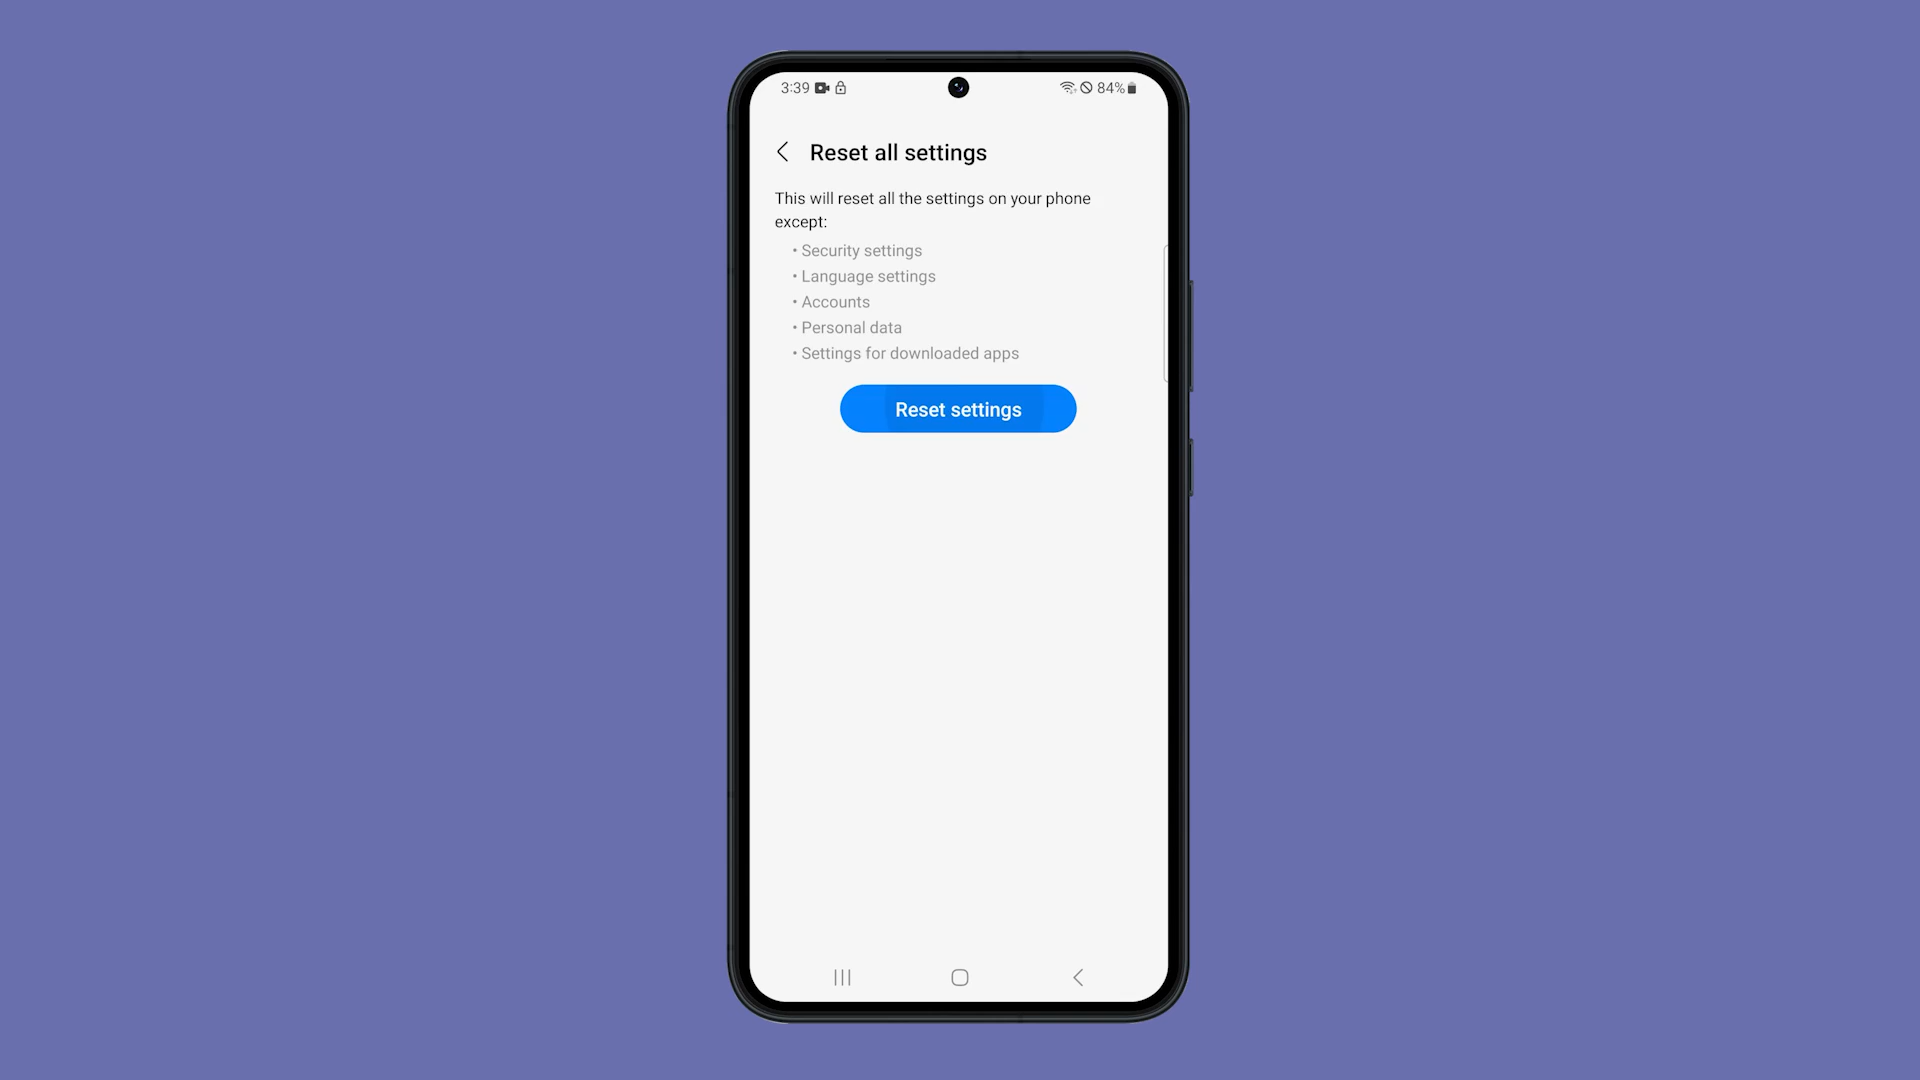 3:39
84%
Reset all settings
This will reset all the settings on your phone
except:
• Security settings
• Language settings
• Accounts
• Personal data
• Settings for downloaded apps
Reset settings